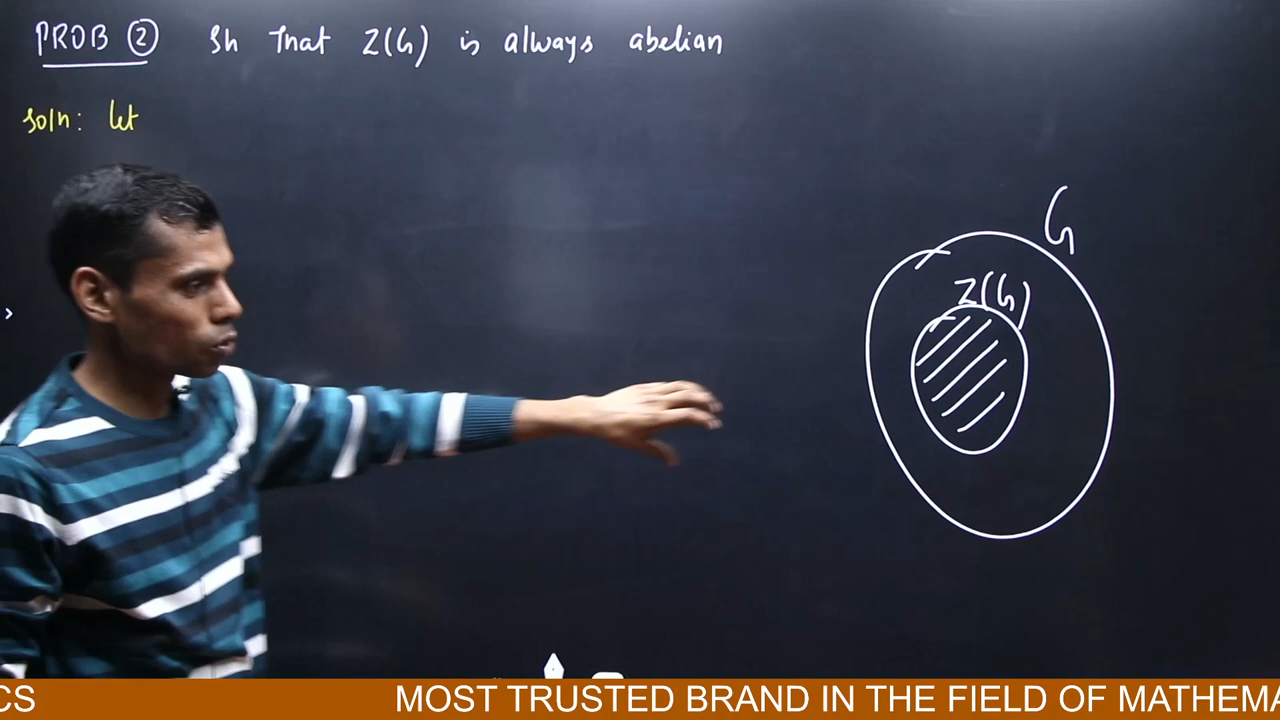 PROB ② Sh That Z(G) is always abelian
Soln: let
G
Z(G)
CS MOST TRUSTED BRAND IN THE FIELD OF MATHEMA